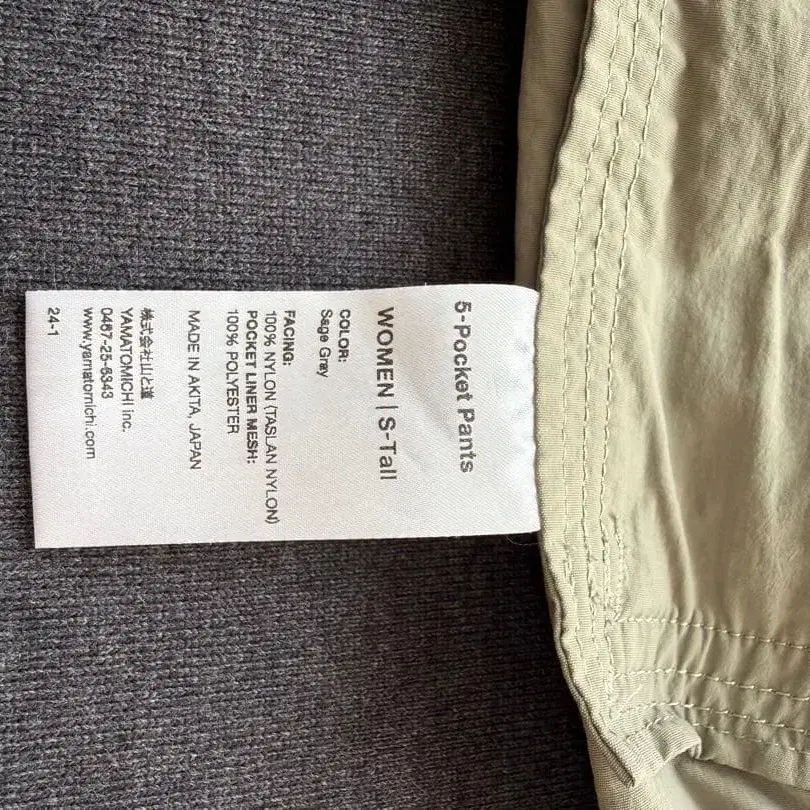 5-Pocket Pants
WOMEN | S-Tall
COLOR:
Sage Gray
FACING:
100% NYLON (TASLAN NYLON)
POCKET LINER MESH:
100% POLYESTER
MADE IN AKITA, JAPAN
株式会社山と道
YAMATOMICHI inc.
0467-25-6343
www.yamatomichi.com
24-1